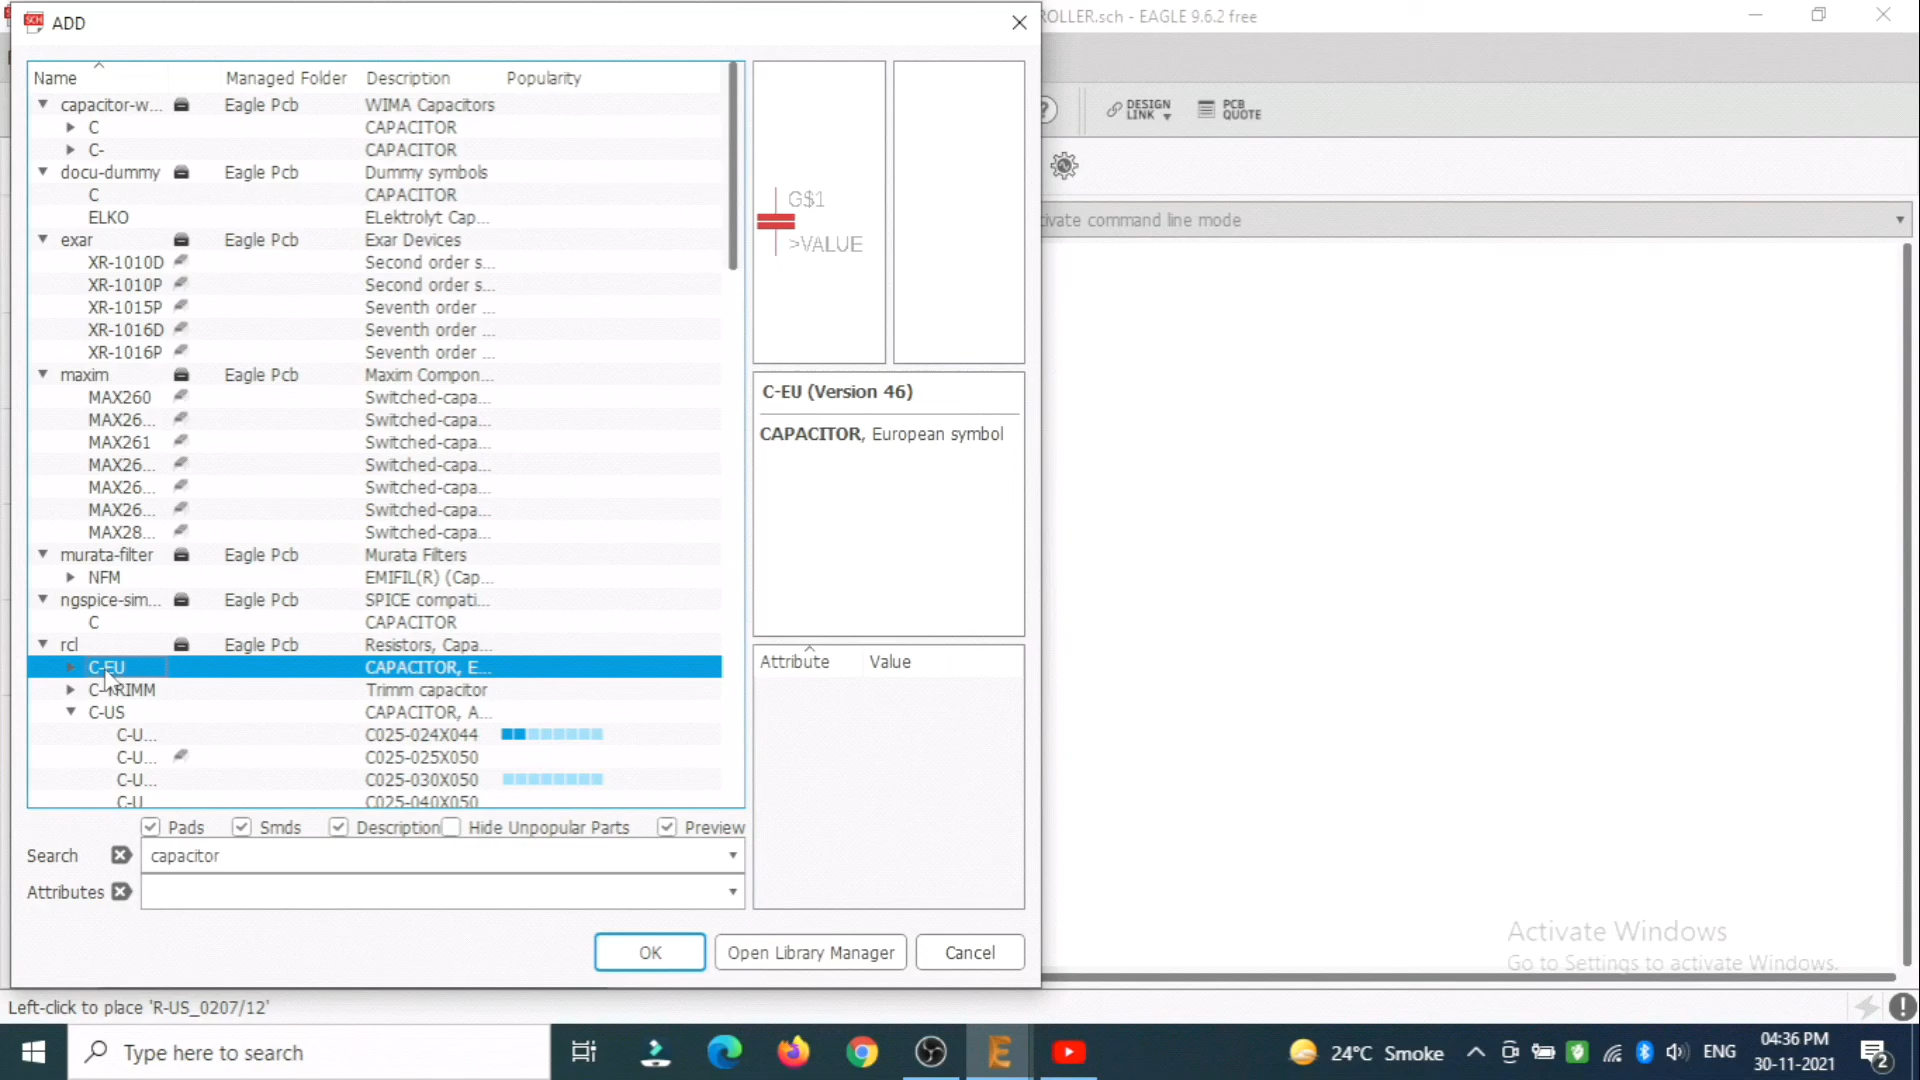 SCH ADD
ROLLER.sch - EAGLE 9.6.2 free
Name Managed Folder Description Popularity
capacitor-w... Eagle Pcb WIMA Capacitors
C CAPACITOR
C- CAPACITOR
docu-dummy Eagle Pcb Dummy symbols
C CAPACITOR
ELKO ELektrolyt Cap...
exar Eagle Pcb Exar Devices
XR-1010D Second order s...
XR-1010P Second order s...
XR-1015P Seventh order ...
XR-1016D Seventh order ...
XR-1016P Seventh order ...
maxim Eagle Pcb Maxim Compon...
MAX260 Switched-capa...
MAX26... Switched-capa...
MAX261 Switched-capa...
MAX26... Switched-capa...
MAX26... Switched-capa...
MAX26... Switched-capa...
MAX28... Switched-capa...
murata-filter Eagle Pcb Murata Filters
NFM EMIFIL(R) (Cap...
ngspice-sim... Eagle Pcb SPICE compati...
C CAPACITOR
rcl Eagle Pcb Resistors, Capa...
C-EU CAPACITOR, E...
C-TRIMM Trimm capacitor
C-US CAPACITOR, A...
C-U... C025-024X044
C-U... C025-025X050
C-U... C025-030X050
C-U C025-040X050
G$1
>VALUE
C-EU (Version 46)
CAPACITOR, European symbol
Attribute Value
Pads Smds Description Hide Unpopular Parts Preview
Search capacitor
Attributes
OK Open Library Manager Cancel
?
DESIGN
LINK
PCB
QUOTE
tivate command line mode
Activate Windows
Go to Settings to activate Windows.
Left-click to place 'R-US_0207/12'
Type here to search
24°C Smoke
ENG
04:36 PM
30-11-2021
2